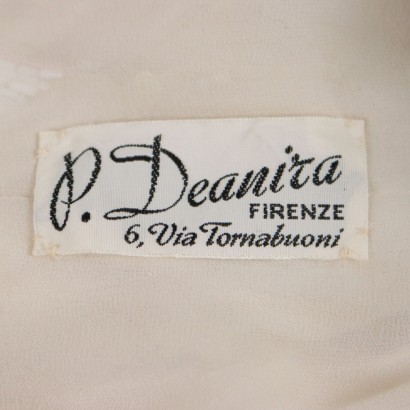 P. Deanira
FIRENZE
6, Via Tornabuoni